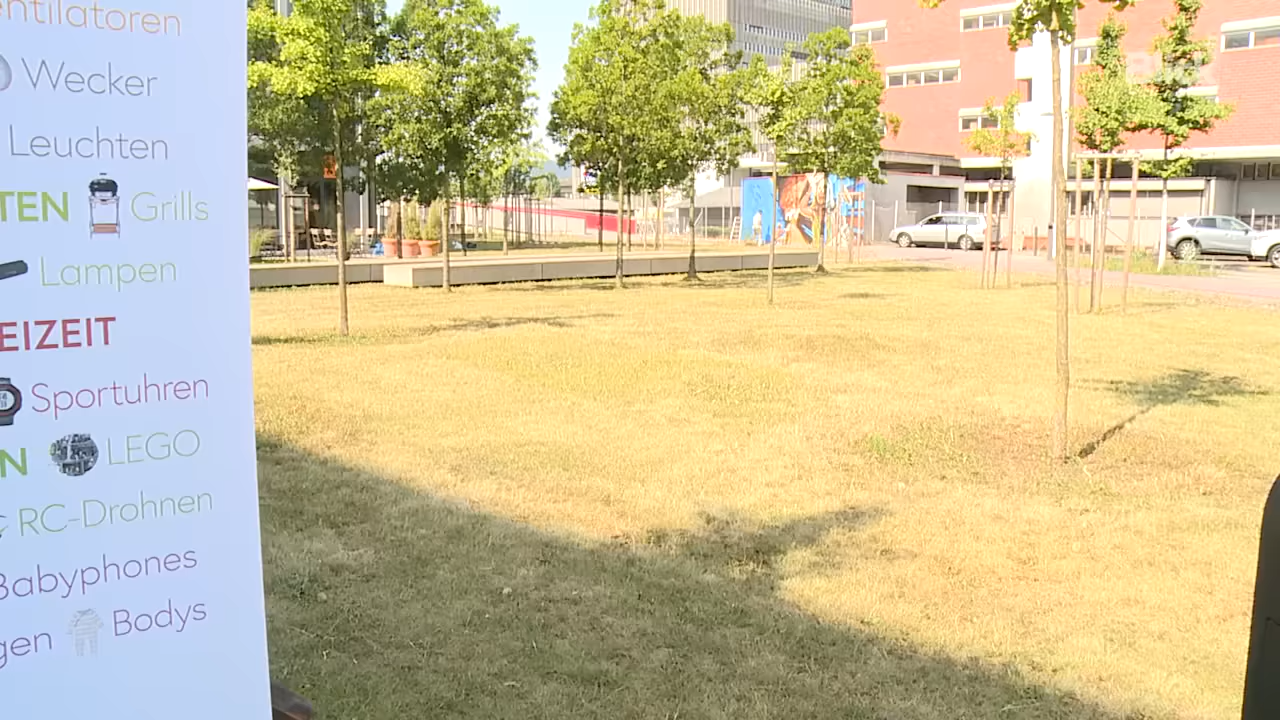 entilatoren
Wecker
Leuchten
TEN Grills
Lampen
EIZEIT
Sportuhren
N LEGO
RC-Drohnen
Babyphones
gen Bodys